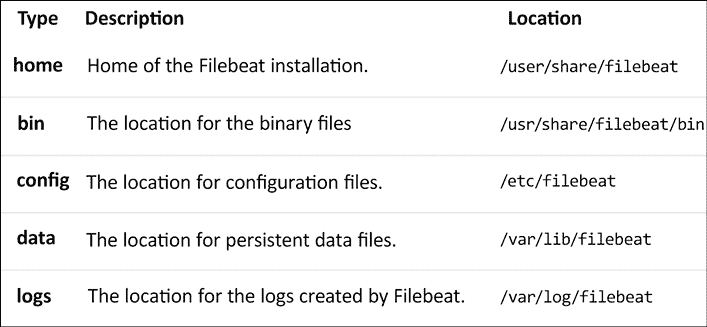 Type Description Location
home Home of the Filebeat installation. /user/share/filebeat
bin The location for the binary files /usr/share/filebeat/bin
config The location for configuration files. /etc/filebeat
data The location for persistent data files. /var/lib/filebeat
logs The location for the logs created by Filebeat. /var/log/filebeat